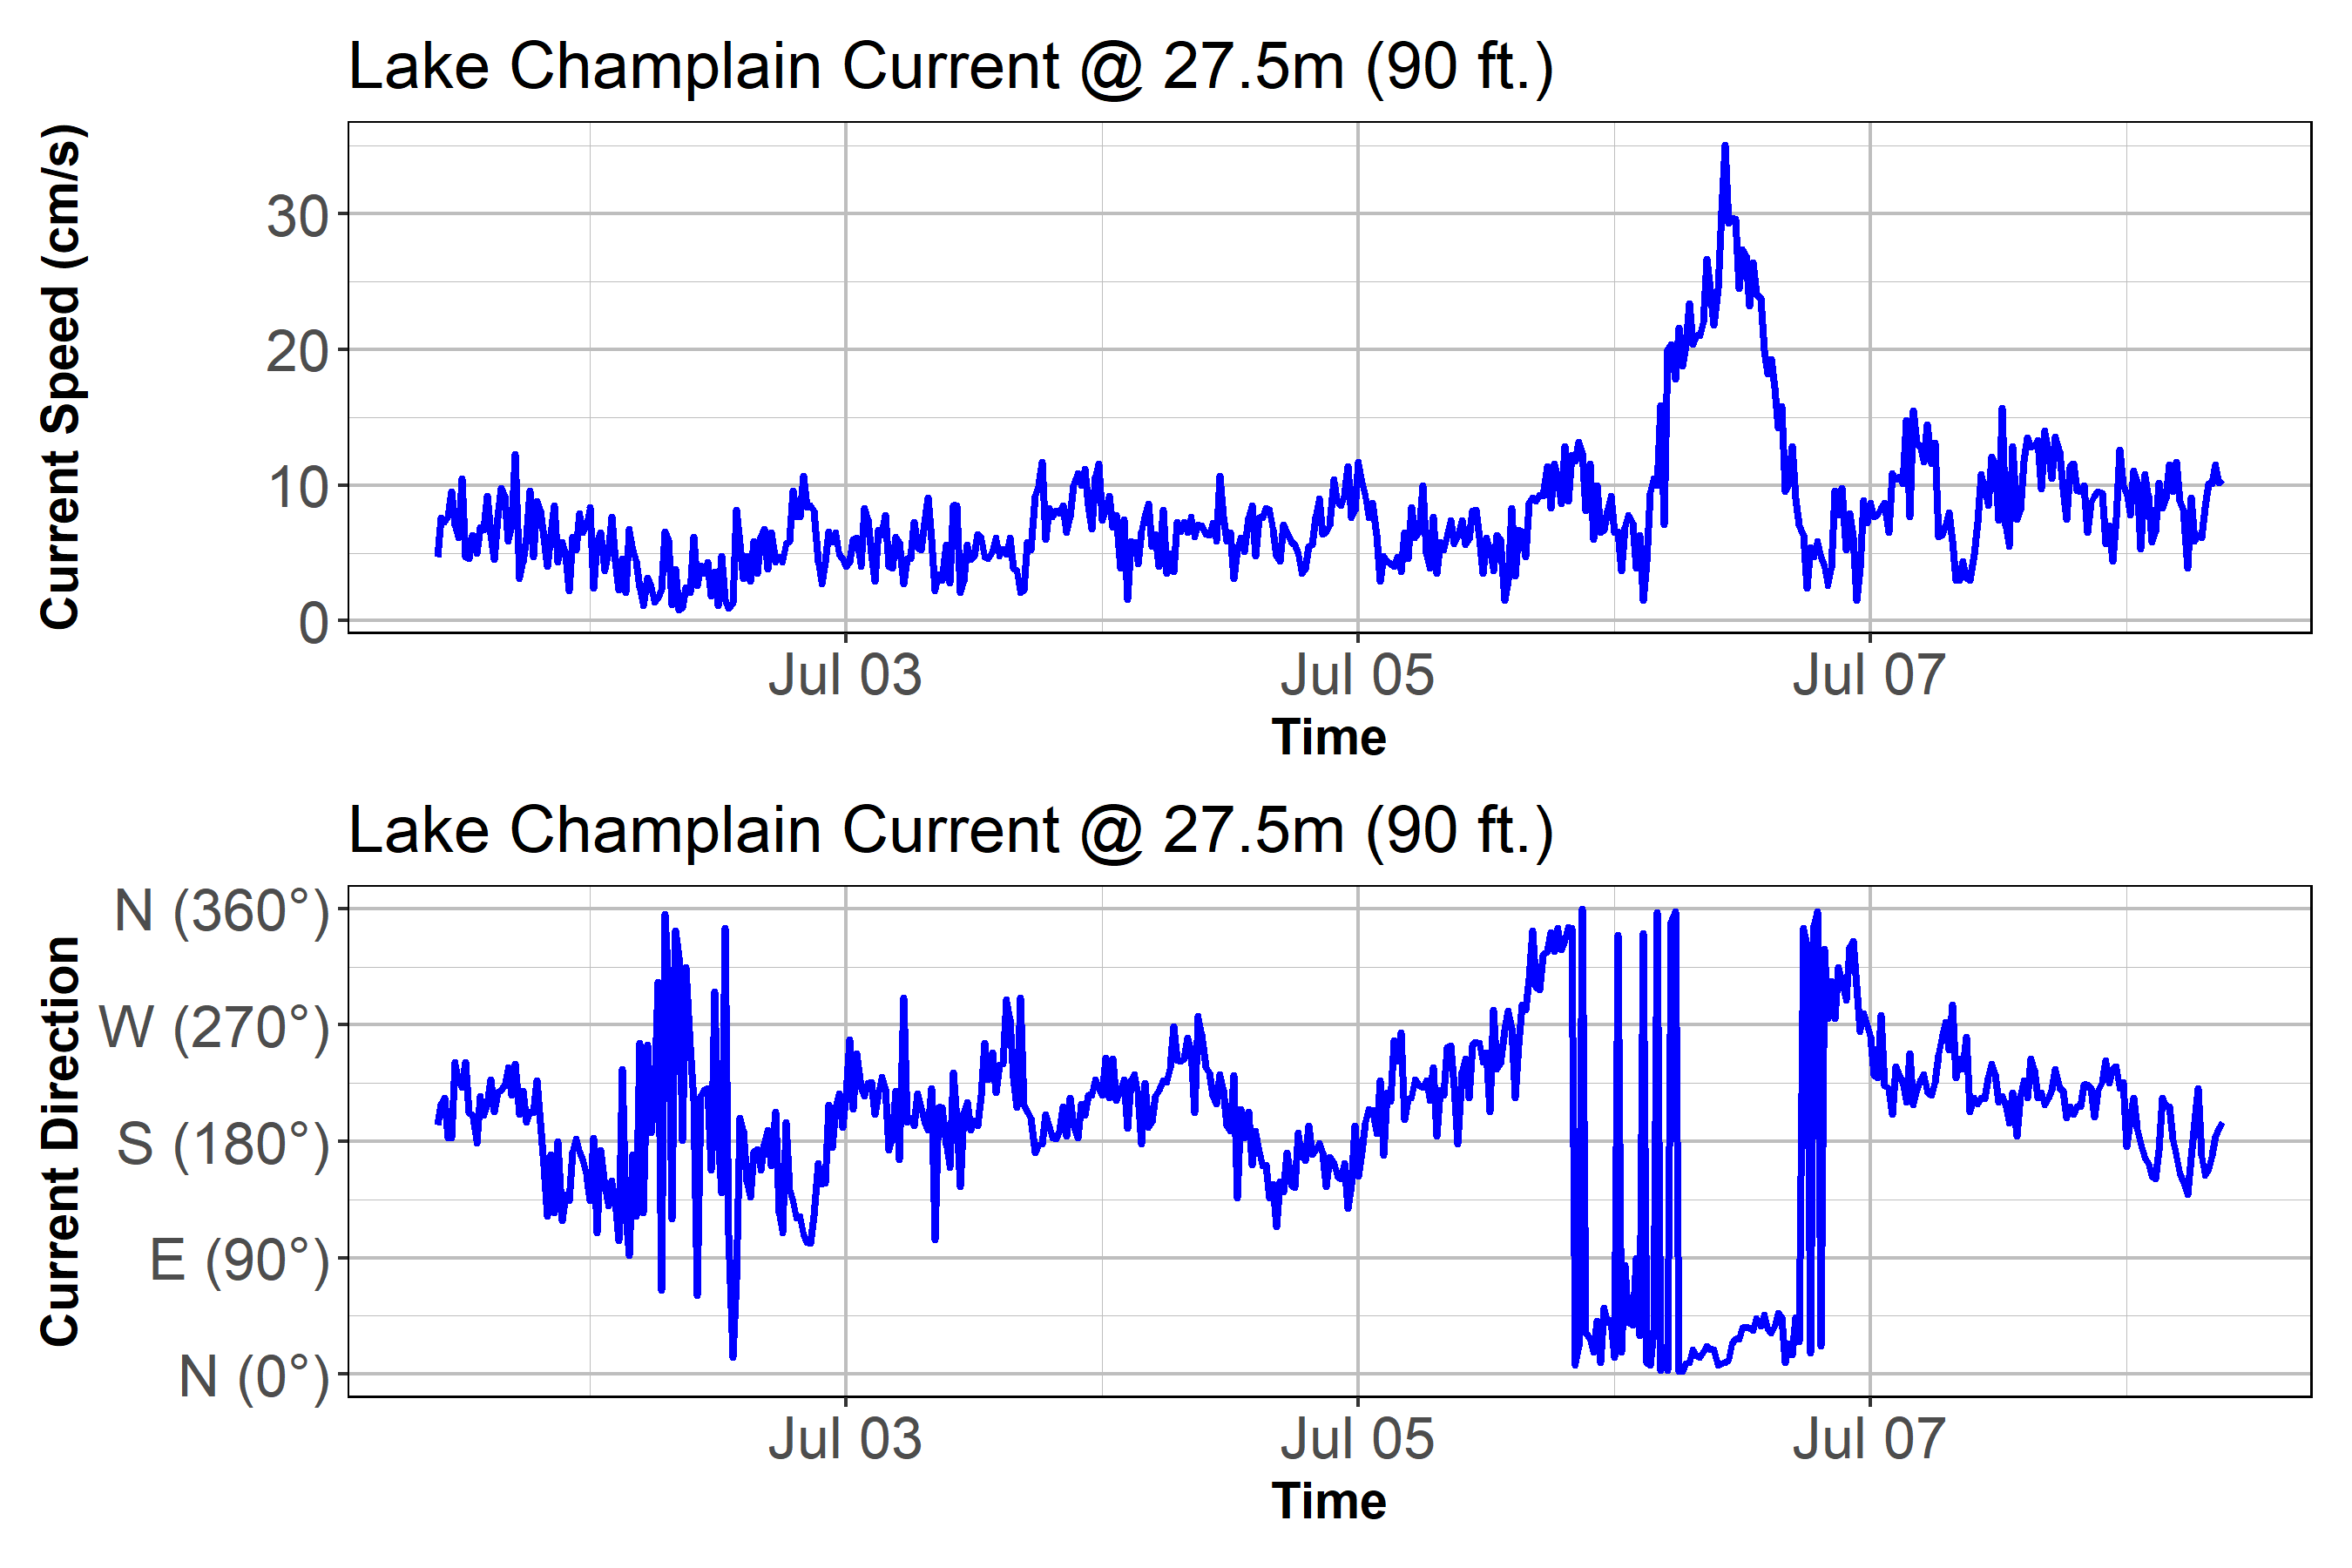 Lake Champlain Current @ 27.5m (90 ft.)
Current Speed (cm/s)
30
20
10
0
Jul 03 Jul 05 Jul 07
Time
Lake Champlain Current @ 27.5m (90 ft.)
Current Direction
N (360°)
W (270°)
S (180°)
E (90°)
N (0°)
Jul 03 Jul 05 Jul 07
Time